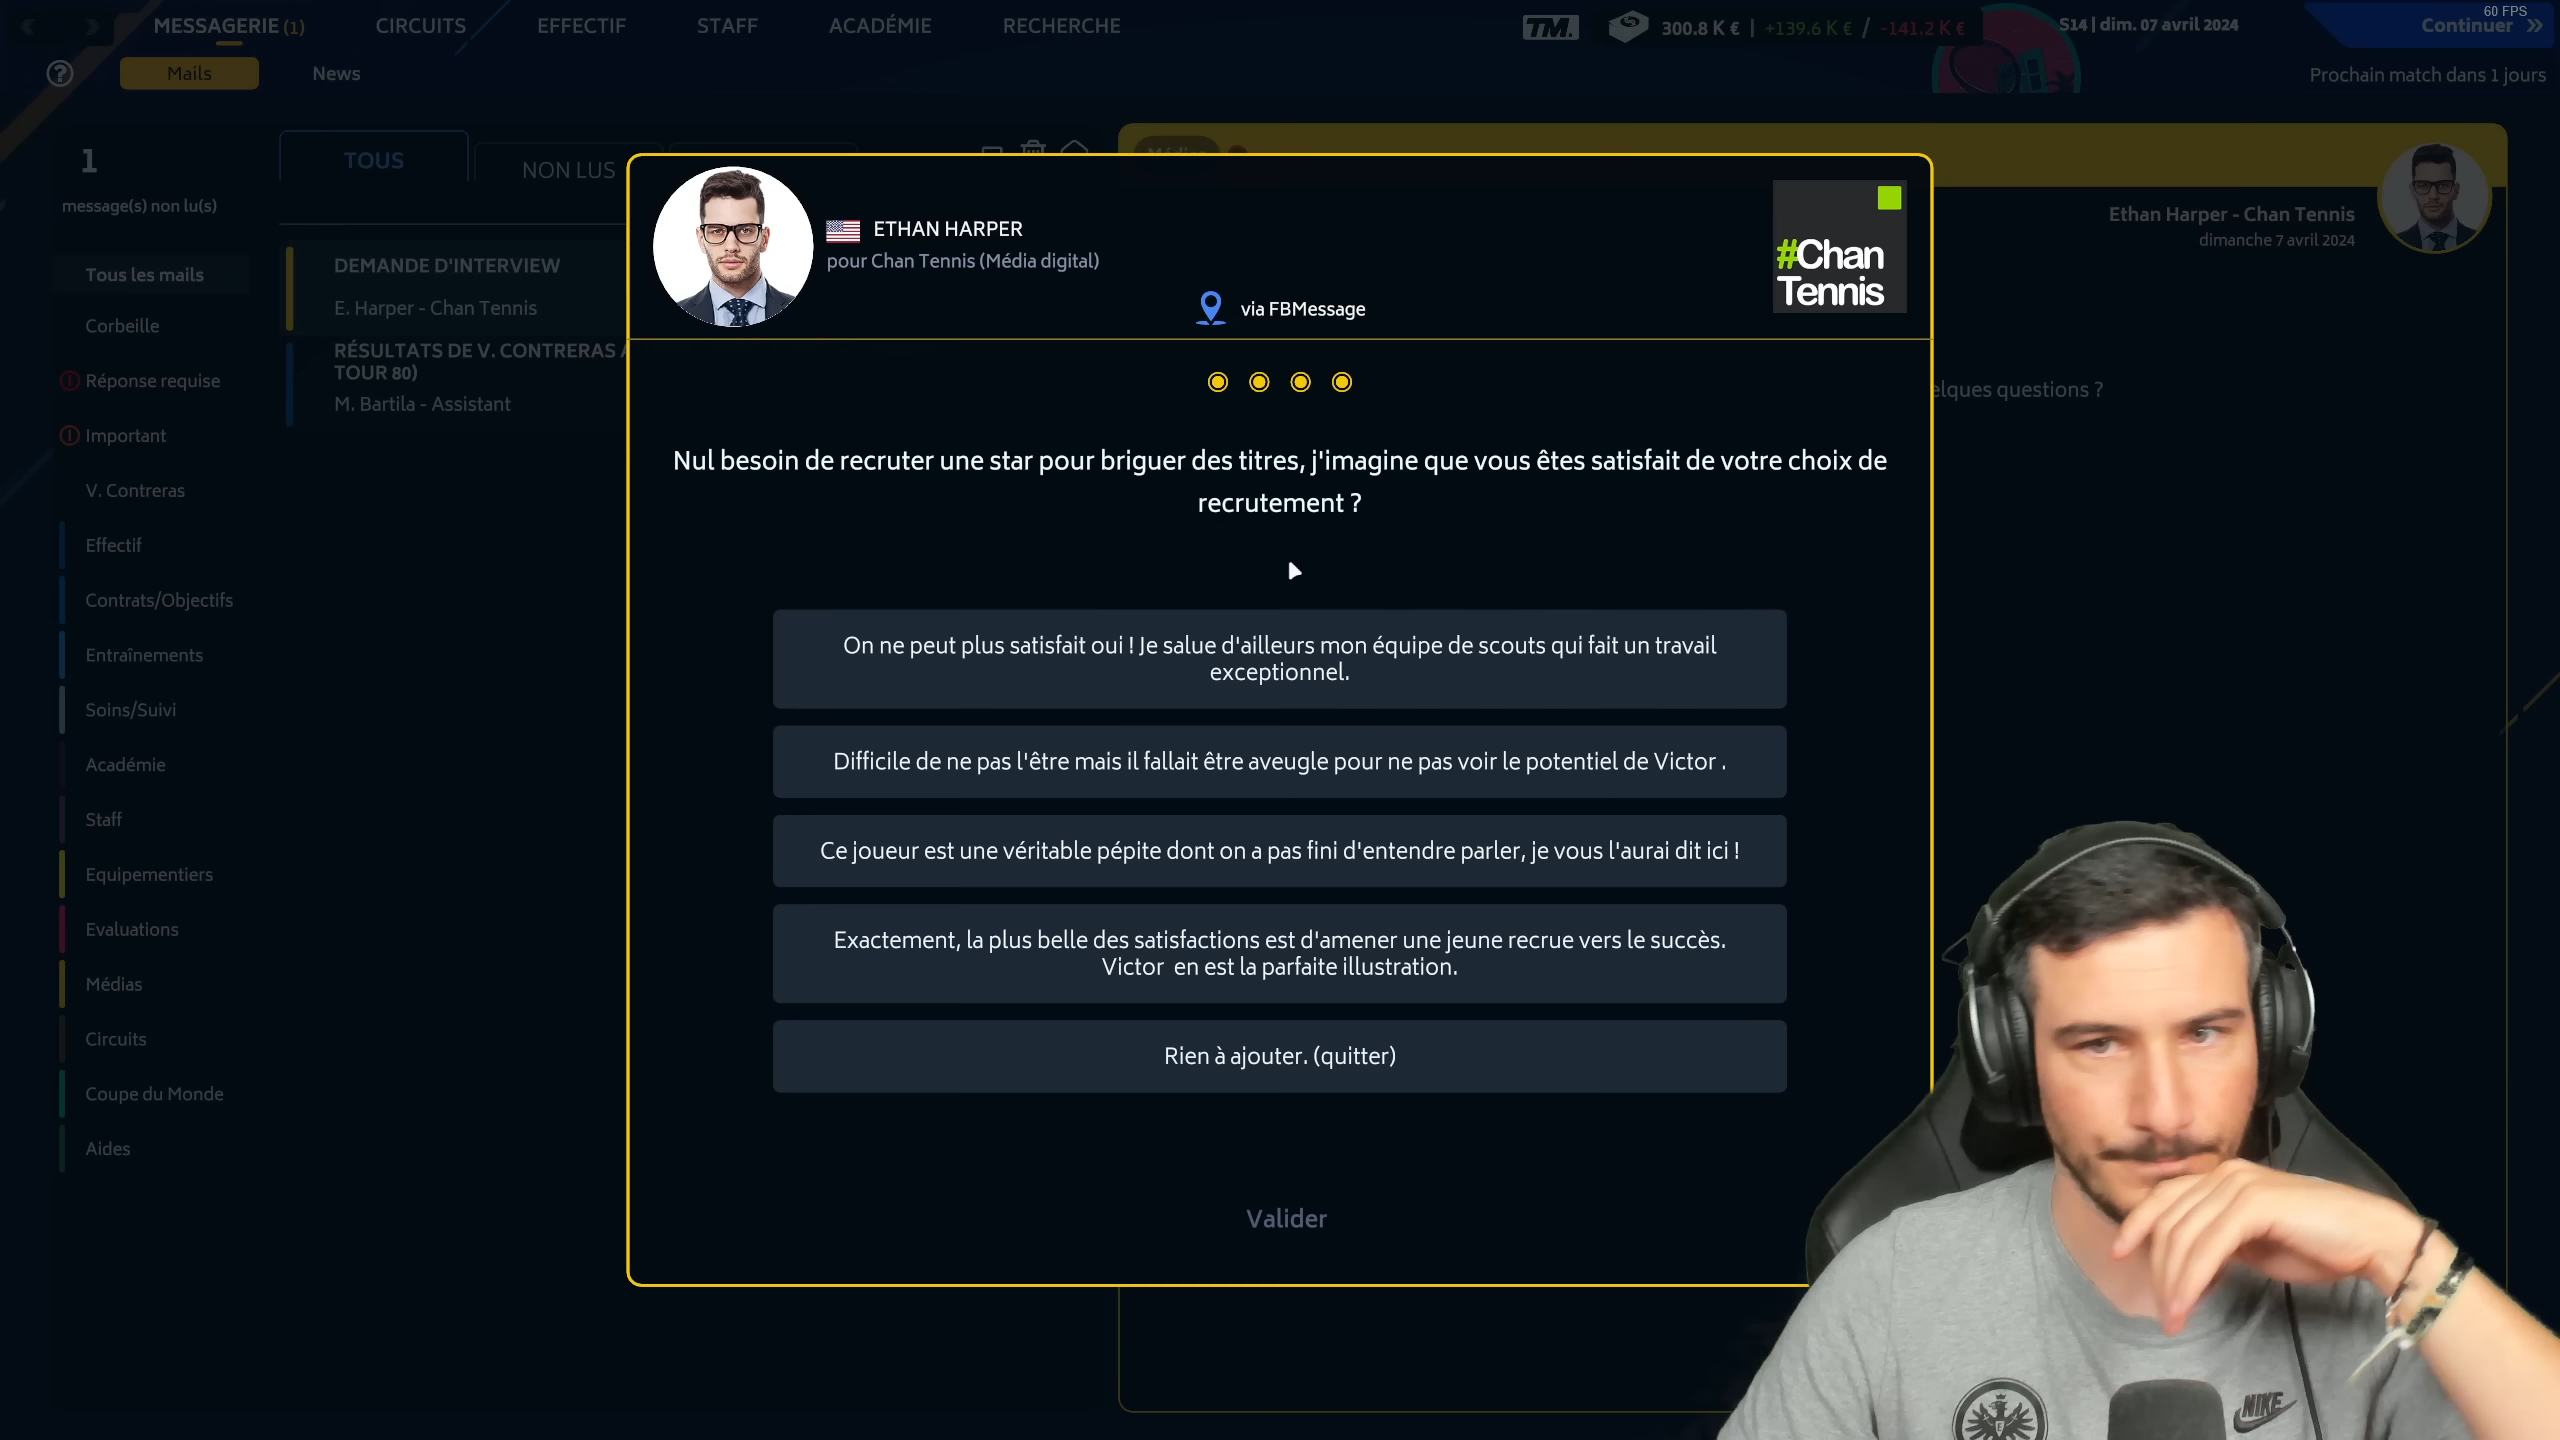 60 FPS
MESSAGERIE (1)
CIRCUITS
EFFECTIF
STAFF
ACADÉMIE
RECHERCHE
TM.
300.8 K € | +139.6 K € / -141.2 K €
S14 | dim. 07 avril 2024
Continuer
?
Mails
News
Prochain match dans 1 jours
1
message(s) non lu(s)
Tous les mails
Corbeille
Réponse requise
Important
V. Contreras
Effectif
Contrats/Objectifs
Entraînements
Soins/Suivi
Académie
Staff
Equipementiers
Evaluations
Médias
Circuits
Coupe du Monde
Aides
TOUS
NON LUS
DEMANDE D'INTERVIEW
E. Harper - Chan Tennis
RÉSULTATS DE V. CONTRERAS
TOUR 80)
M. Bartila - Assistant
Ethan Harper - Chan Tennis
dimanche 7 avril 2024
elques questions ?
ETHAN HARPER
pour Chan Tennis (Média digital)
via FBMessage
#Chan
Tennis
Nul besoin de recruter une star pour briguer des titres, j'imagine que vous êtes satisfait de votre choix de
recrutement ?
On ne peut plus satisfait oui ! Je salue d'ailleurs mon équipe de scouts qui fait un travail
exceptionnel.
Difficile de ne pas l'être mais il fallait être aveugle pour ne pas voir le potentiel de Victor .
Ce joueur est une véritable pépite dont on a pas fini d'entendre parler, je vous l'aurai dit ici !
Exactement, la plus belle des satisfactions est d'amener une jeune recrue vers le succès.
Victor en est la parfaite illustration.
Rien à ajouter. (quitter)
Valider
NIKE